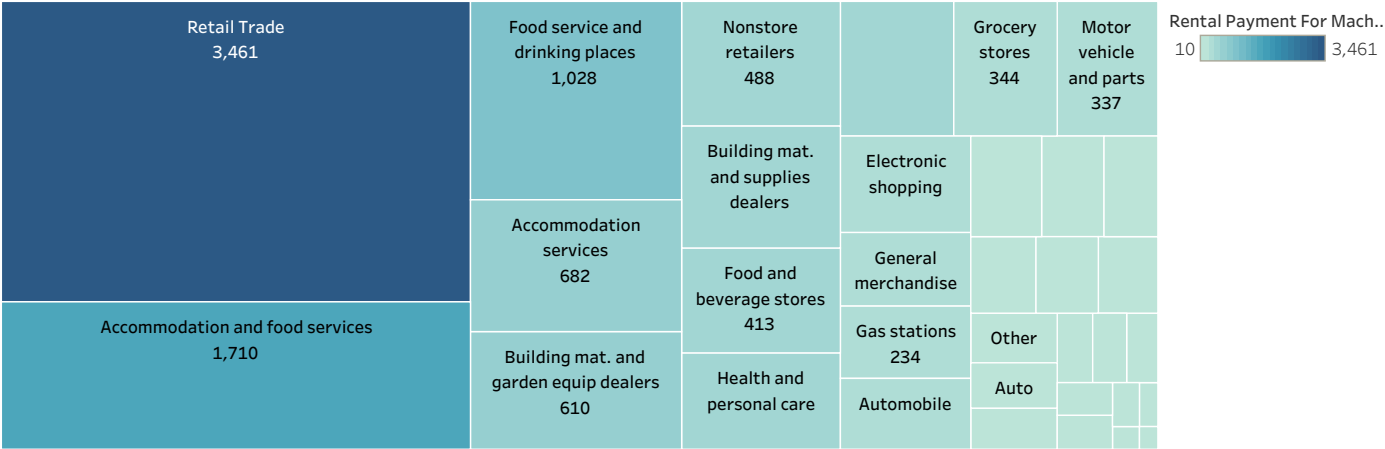 Retail Trade
3,461
Accommodation and food services
1,710
Food service and
drinking places
1,028
Accommodation
services
682
Building mat. and
garden equip dealers
610
Nonstore
retailers
488
Building mat.
and supplies
dealers
Food and
beverage stores
413
Health and
personal care
Grocery
stores
344
Motor
vehicle
and parts
337
Electronic
shopping
General
merchandise
Gas stations
234
Automobile
Other
Auto
Rental Payment For Mach..
10
3,461